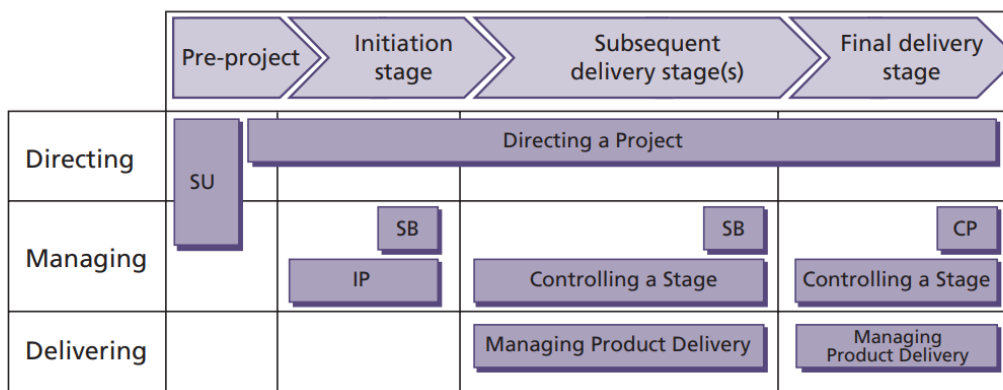 Pre-project
Initiation
stage
Subsequent
delivery stage(s)
Final delivery
stage
Directing
SU
Directing a Project
Managing
SB
SB
CP
IP
Controlling a Stage
Controlling a Stage
Delivering
Managing Product Delivery
Managing
Product Delivery